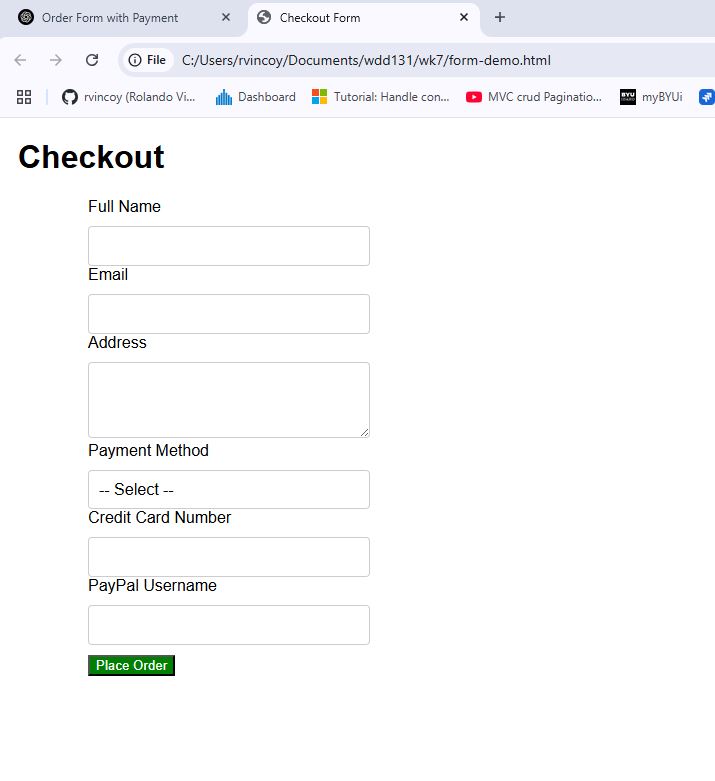 Order Form with Payment
Checkout Form
File C:/Users/rvincoy/Documents/wdd131/wk7/form-demo.html
rvincoy (Rolando Vi... Dashboard Tutorial: Handle con... MVC crud Paginatio... BYU IDAHO myBYUi
Checkout
Full Name
Email
Address
Payment Method
-- Select --
Credit Card Number
PayPal Username
Place Order